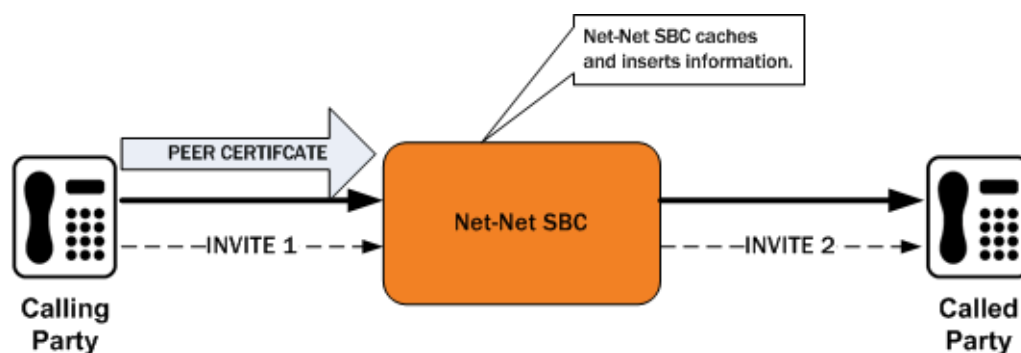 Net-Net SBC caches
and inserts information.
PEER CERTIFCATE
Net-Net SBC
INVITE 1
INVITE 2
Calling
Party
Called
Party